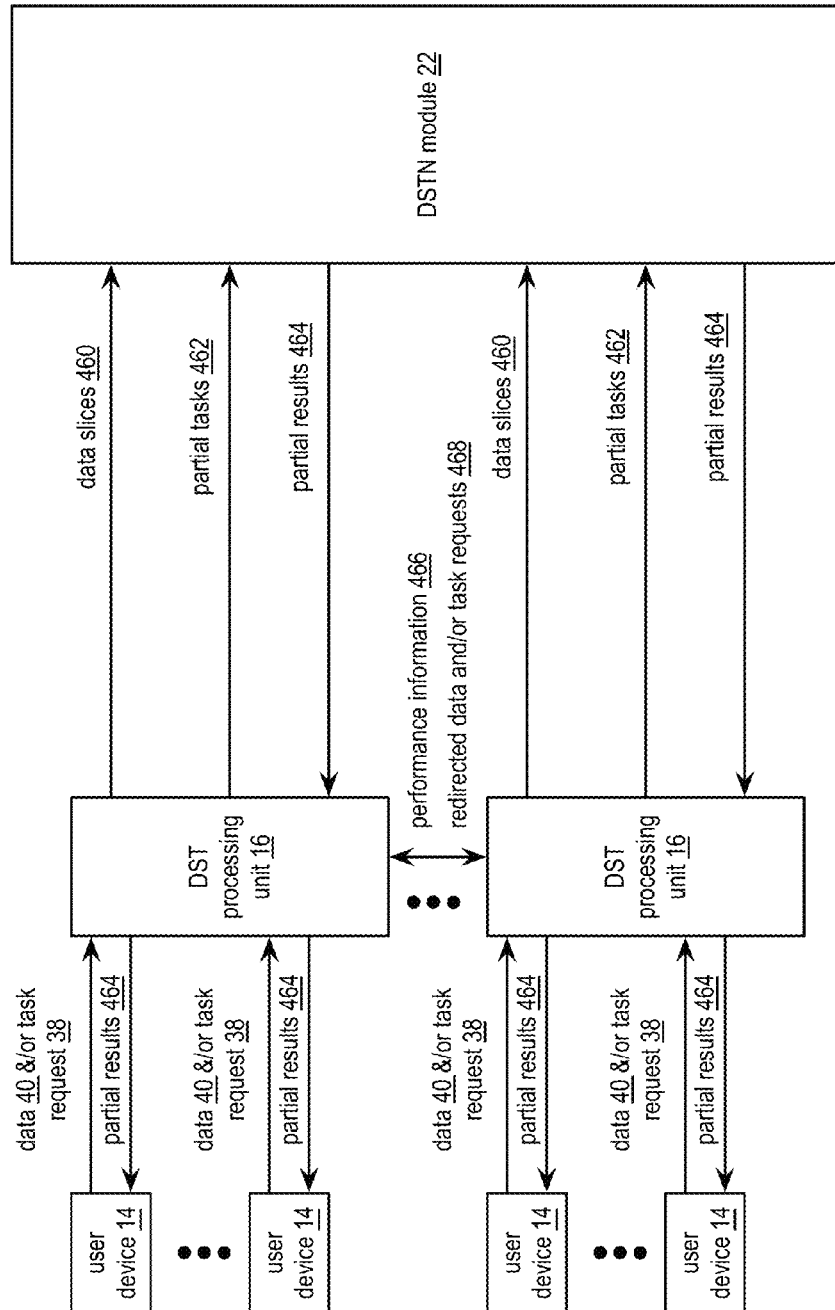 DSTN module 22
data slices 460
partial tasks 462
partial results 464
data slices 460
partial tasks 462
partial results 464
performance information 466
redirected data and/or task requests 468
DST
processing
unit 16
DST
processing
unit 16
data 40 &/or task
request 38
partial results 464
data 40 &/or task
request 38
partial results 464
data 40 &/or task
request 38
partial results 464
data 40 &/or task
request 38
partial results 464
user
device 14
user
device 14
user
device 14
user
device 14